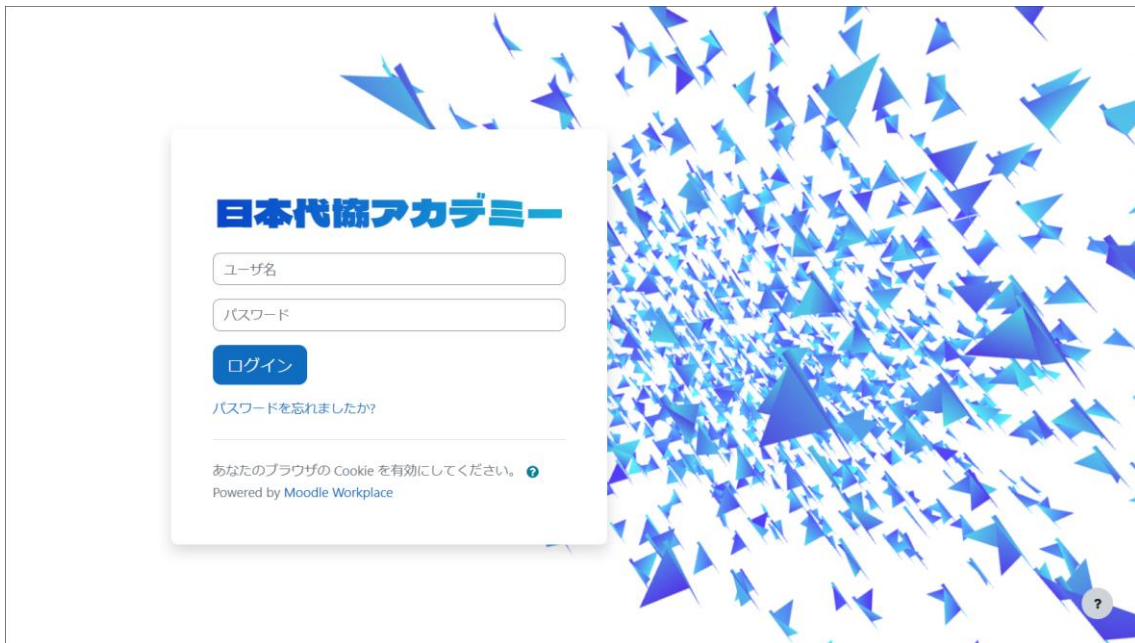 日本代協アカデミー
ユーザ名
パスワード
ログイン
パスワードを忘れましたか?
あなたのブラウザの Cookie を有効にしてください。 ?
Powered by Moodle Workplace
?